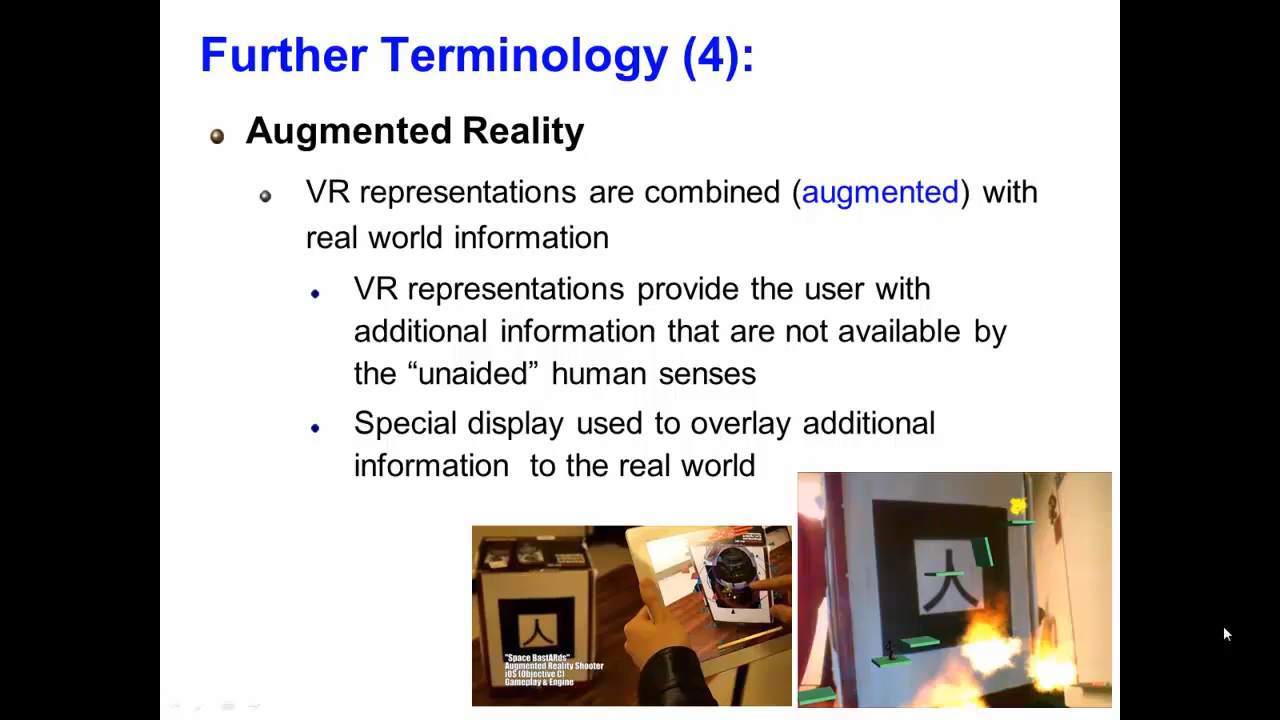 Further Terminology (4):
Augmented Reality
VR representations are combined (augmented) with
real world information
VR representations provide the user with
additional information that are not available by
the “unaided” human senses
Special display used to overlay additional
information to the real world
"Space BastARds"
Augmented Reality Shooter
iOS (Objective C)
Gameplay & Engine
人
人